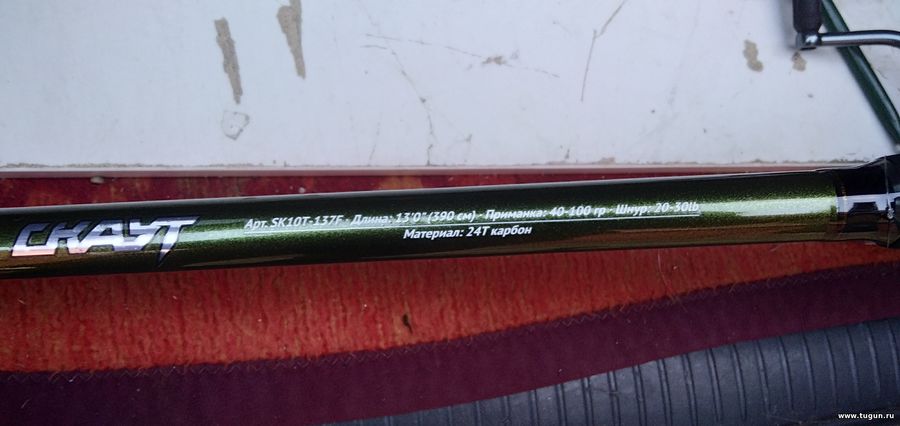 СКАУТ
Арт. SK10T-137F · Длина: 13'0" (390 см) · Приманка: 40-100 гр · Шнур: 20-30lb
Материал: 24Т карбон
www.tugun.ru